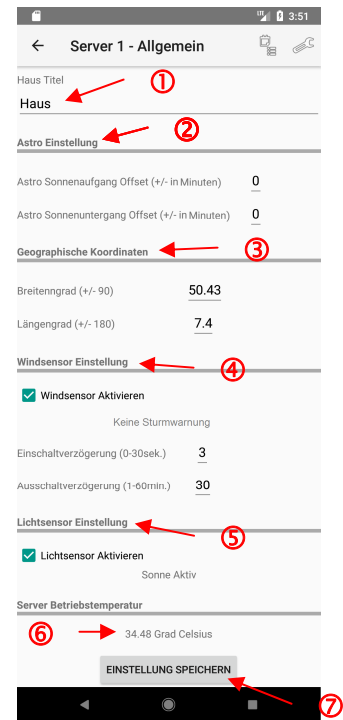 3:51
Server 1 - Allgemein
Haus Titel
①
Haus
Astro Einstellung
②
Astro Sonnenaufgang Offset (+/- in Minuten) 0
Astro Sonnenuntergang Offset (+/- in Minuten) 0
Geographische Koordinaten
③
Breitenngrad (+/- 90) 50.43
Längengrad (+/- 180) 7.4
Windsensor Einstellung
④
Windsensor Aktivieren
Keine Sturmwarnung
Einschaltverzögerung (0-30sek.) 3
Ausschaltverzögerung (1-60min.) 30
Lichtsensor Einstellung
⑤
Lichtsensor Aktivieren
Sonne Aktiv
Server Betriebstemperatur
⑥
34.48 Grad Celsius
EINSTELLUNG SPEICHERN
⑦